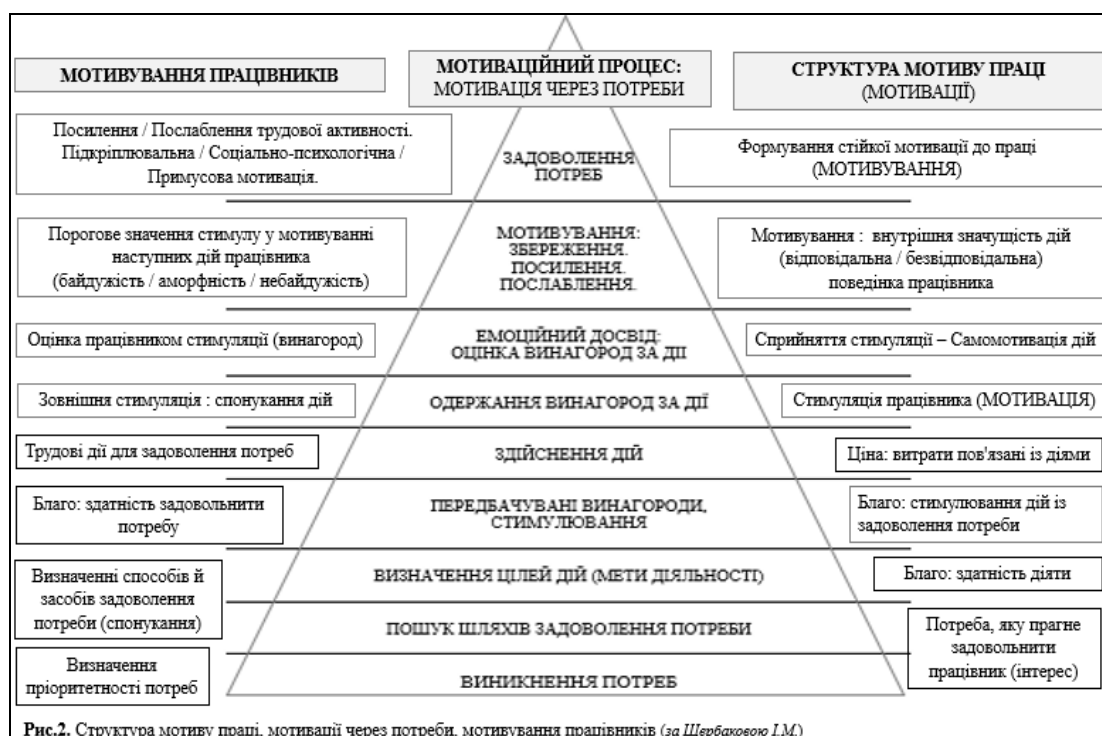 МОТИВУВАННЯ ПРАЦІВНИКІВ
МОТИВАЦІЙНИЙ ПРОЦЕС:
МОТИВАЦІЯ ЧЕРЕЗ ПОТРЕБИ
СТРУКТУРА МОТИВУ ПРАЦІ
(МОТИВАЦІЇ)
Посилення / Послаблення трудової активності.
Підкріплювальна / Соціально-психологічна /
Примусова мотивація.
ЗАДОВОЛЕННЯ
ПОТРЕБ
Формування стійкої мотивації до праці
(МОТИВУВАННЯ)
Порогове значення стимулу у мотивуванні
наступних дій працівника
(байдужість / аморфність / небайдужість)
МОТИВУВАННЯ:
ЗБЕРЕЖЕННЯ.
ПОСИЛЕННЯ.
ПОСЛАБЛЕННЯ.
Мотивування : внутрішня значущість дій
(відповідальна / безвідповідальна)
поведінка працівника
Оцінка працівником стимуляції (винагород)
ЕМОЦІЙНИЙ ДОСВІД:
ОЦІНКА ВИНАГОРОД ЗА ДІЇ
Сприйняття стимуляції – Самомотивація дій
Зовнішня стимуляція : спонукання дій
ОДЕРЖАННЯ ВИНАГОРОД ЗА ДІЇ
Стимуляція працівника (МОТИВАЦІЯ)
Трудові дії для задоволення потреб
ЗДІЙСНЕННЯ ДІЙ
Ціна: витрати пов'язані із діями
Благо: здатність задовольнити
потребу
ПЕРЕДБАЧУВАНІ ВИНАГОРОДИ,
СТИМУЛЮВАННЯ
Благо: стимулювання дій із
задоволення потреби
Визначенні способів й
засобів задоволення
потреби (спонукання)
ВИЗНАЧЕННЯ ЦІЛЕЙ ДІЙ (МЕТИ ДІЯЛЬНОСТІ)
Благо: здатність діяти
ПОШУК ШЛЯХІВ ЗАДОВОЛЕННЯ ПОТРЕБИ
Потреба, яку прагне
задовольнити
працівник (інтерес)
Визначення
пріоритетності потреб
ВИНИКНЕННЯ ПОТРЕБ
Рис.2. Структура мотиву праці, мотивації через потреби, мотивування працівників (за Щербаковою І.М.)